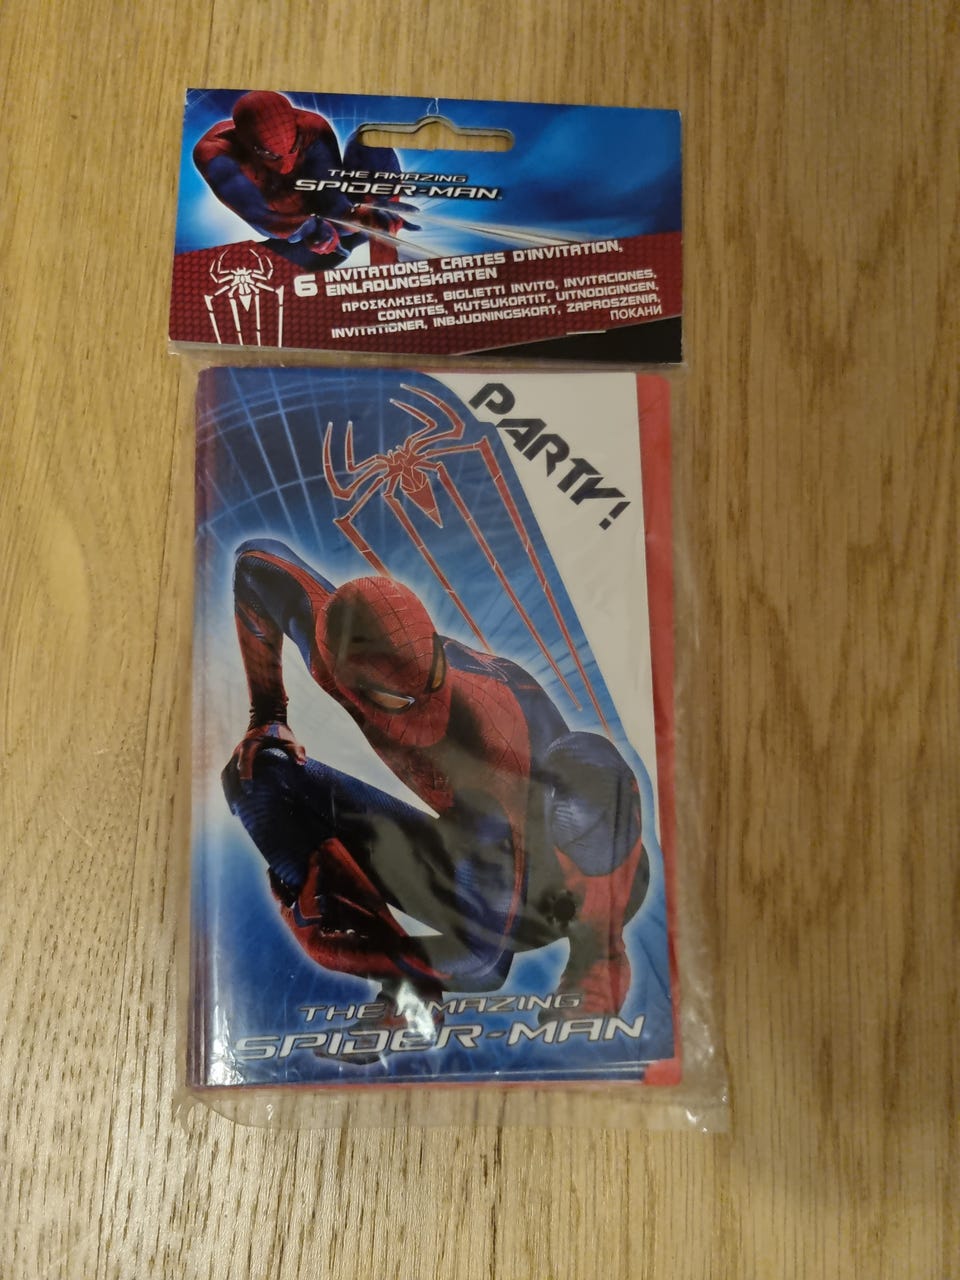 THE AMAZING
SPIDER-MAN
6 INVITATIONS, CARTES D'INVITATION,
EINLADUNGSKARTEN
ΠΡΟΣΚΛΗΣΕΙΣ, BIGLIETTI INVITO, INVITACIONES,
CONVITES, KUTSUKORTIT, UITNODIGINGEN,
INVITATIONER, INBJUDNINGSKORT, ZAPROSZENIA,
ПОКАНИ
PARTY!
THE AMAZING
SPIDER-MAN